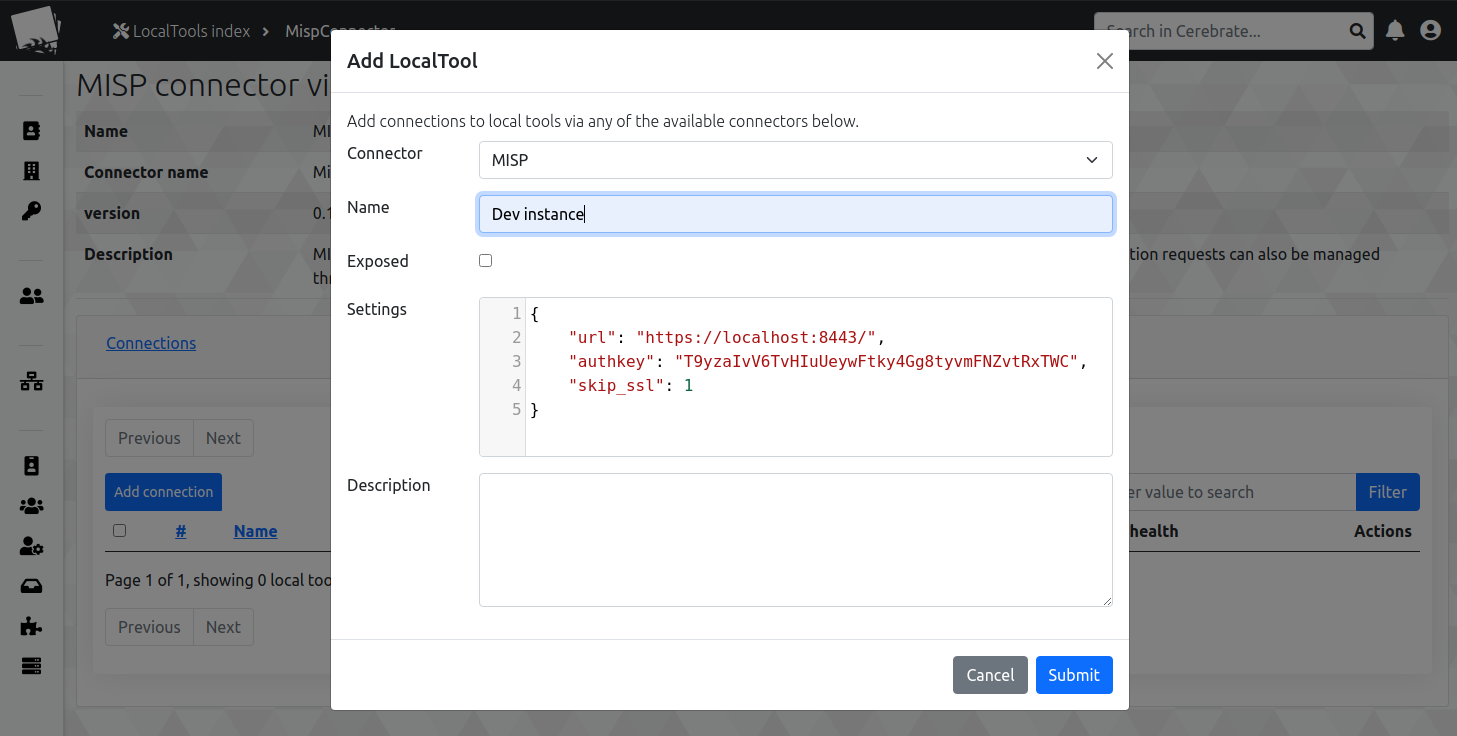 LocalTools index > MispConnector
Search in Cerebrate...
Add LocalTool
MISP connector vi
Add connections to local tools via any of the available connectors below.
Name
MI
Connector name
Mi
version
0.1
Description
MI
tion requests can also be managed
thr
Connector
MISP
Name
Dev instance
Exposed
Settings
1 {
2 "url": "https://localhost:8443/",
3 "authkey": "T9yzaIvV6TvHIuUeywFtky4Gg8tyvmFNZvtRxTWC",
4 "skip_ssl": 1
5 }
Description
Connections
Previous
Next
Add connection
er value to search
Filter
#
Name
health
Actions
Page 1 of 1, showing 0 local too
Previous
Next
Cancel
Submit